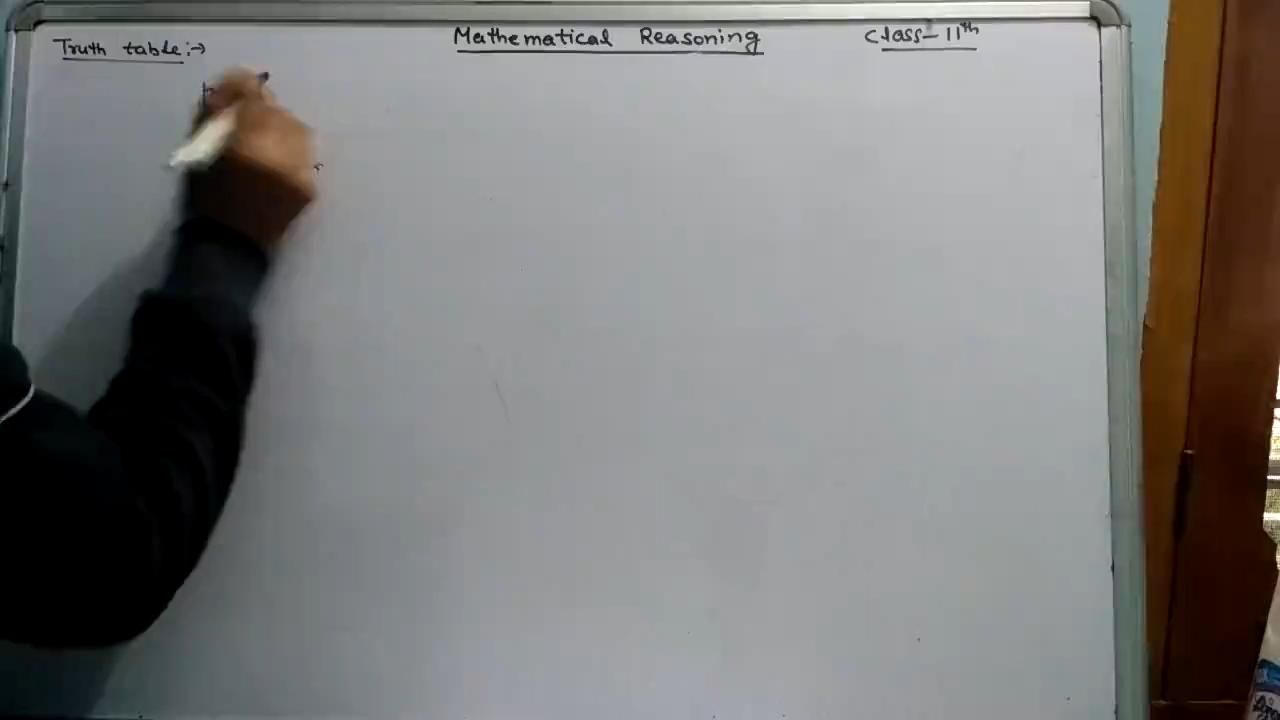 Mathematical Reasoning Class-11th
Truth table:→
p